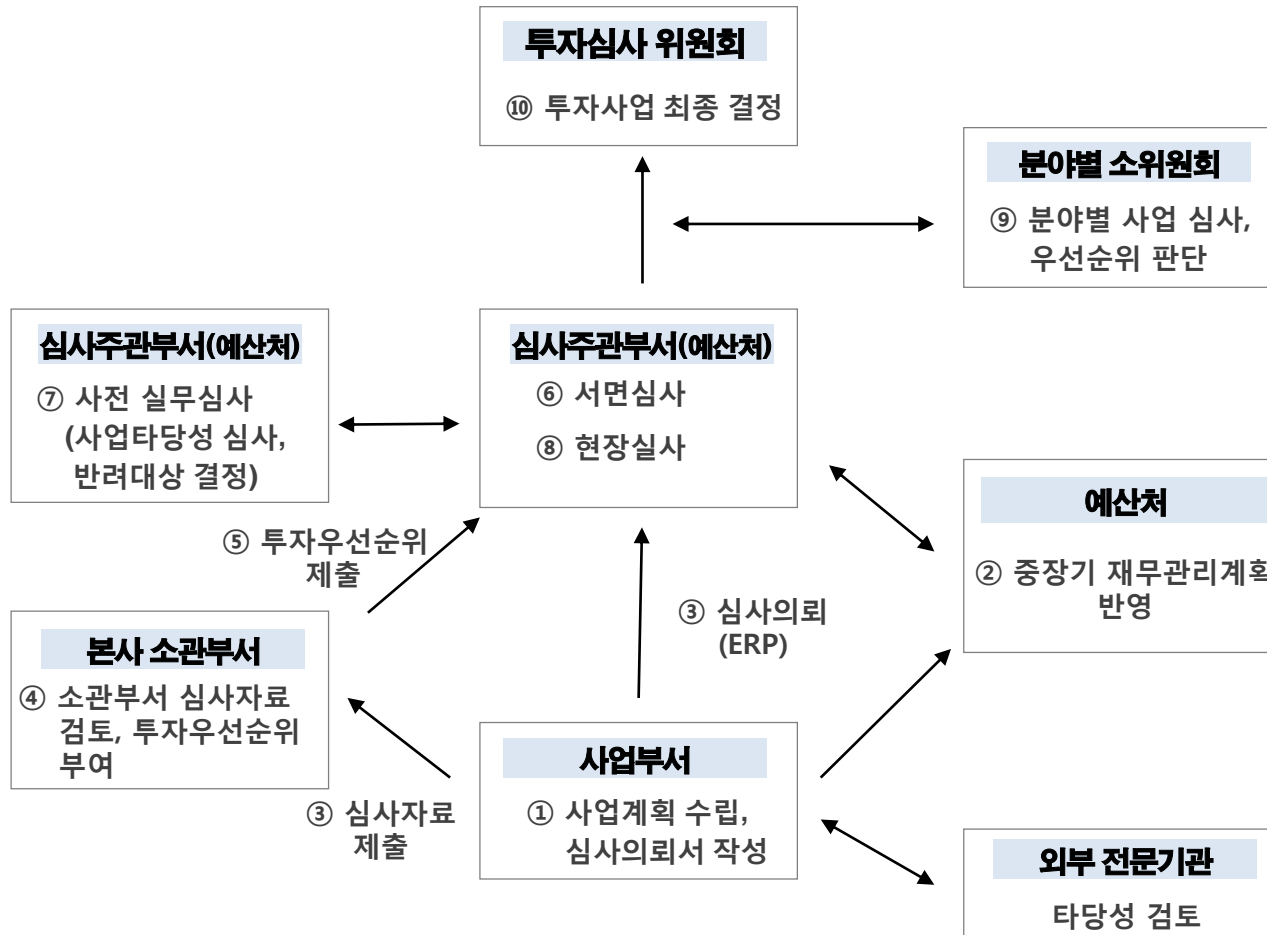 투자심사 위원회
⑩ 투자사업 최종 결정
분야별 소위원회
⑨ 분야별 사업 심사,
우선순위 판단
심사주관부서(예산처)
⑦ 사전 실무심사
(사업타당성 심사,
반려대상 결정)
심사주관부서(예산처)
⑥ 서면심사
⑧ 현장실사
예산처
② 중장기 재무관리계획
반영
⑤ 투자우선순위
제출
③ 심사의뢰
(ERP)
본사 소관부서
④ 소관부서 심사자료
검토, 투자우선순위
부여
③ 심사자료
제출
사업부서
① 사업계획 수립,
심사의뢰서 작성
외부 전문기관
타당성 검토